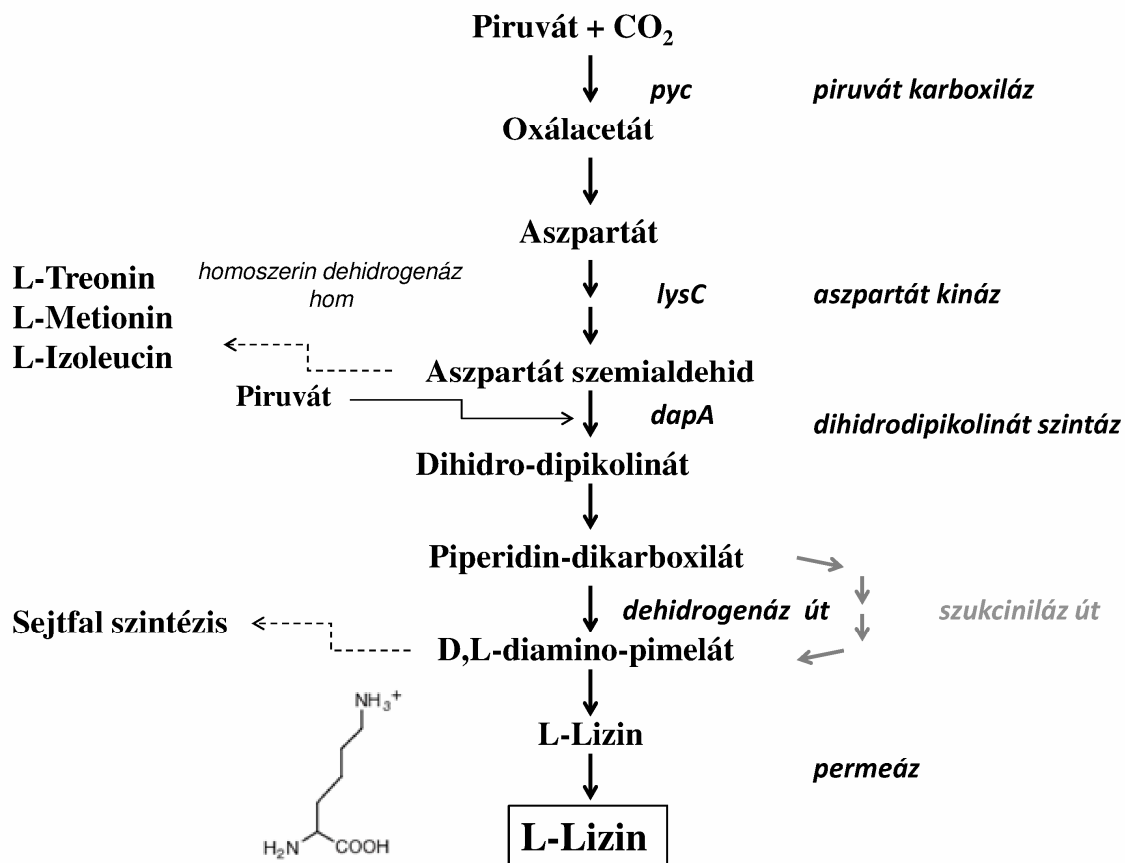 Piruvát + CO₂
pyc piruvát karboxiláz
Oxálacetát
Aszpartát
L-Treonin
L-Metionin
L-Izoleucin
homoszerin dehidrogenáz
hom
lysC aszpartát kináz
Aszpartát szemialdehid
Piruvát
dapA dihidrodipikolinát szintáz
Dihidro-dipikolinát
Piperidin-dikarboxilát
Sejtfal szintézis
dehidrogenáz út
szukciniláz út
D,L-diamino-pimelát
NH₃⁺
H₂N
COOH
L-Lizin
permeáz
L-Lizin